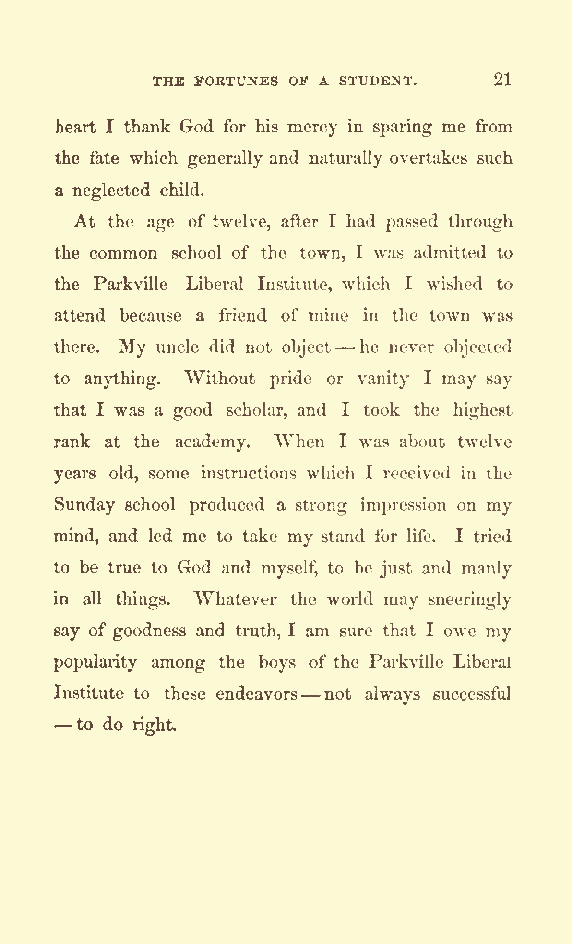 THE FORTUNES OF A STUDENT. 21
heart I thank God for his mercy in sparing me from
the fate which generally and naturally overtakes such
a neglected child.
At the age of twelve, after I had passed through
the common school of the town, I was admitted to
the Parkville Liberal Institute, which I wished to
attend because a friend of mine in the town was
there. My uncle did not object — he never objected
to anything. Without pride or vanity I may say
that I was a good scholar, and I took the highest
rank at the academy. When I was about twelve
years old, some instructions which I received in the
Sunday school produced a strong impression on my
mind, and led me to take my stand for life. I tried
to be true to God and myself, to be just and manly
in all things. Whatever the world may sneeringly
say of goodness and truth, I am sure that I owe my
popularity among the boys of the Parkville Liberal
Institute to these endeavors — not always successful
— to do right.